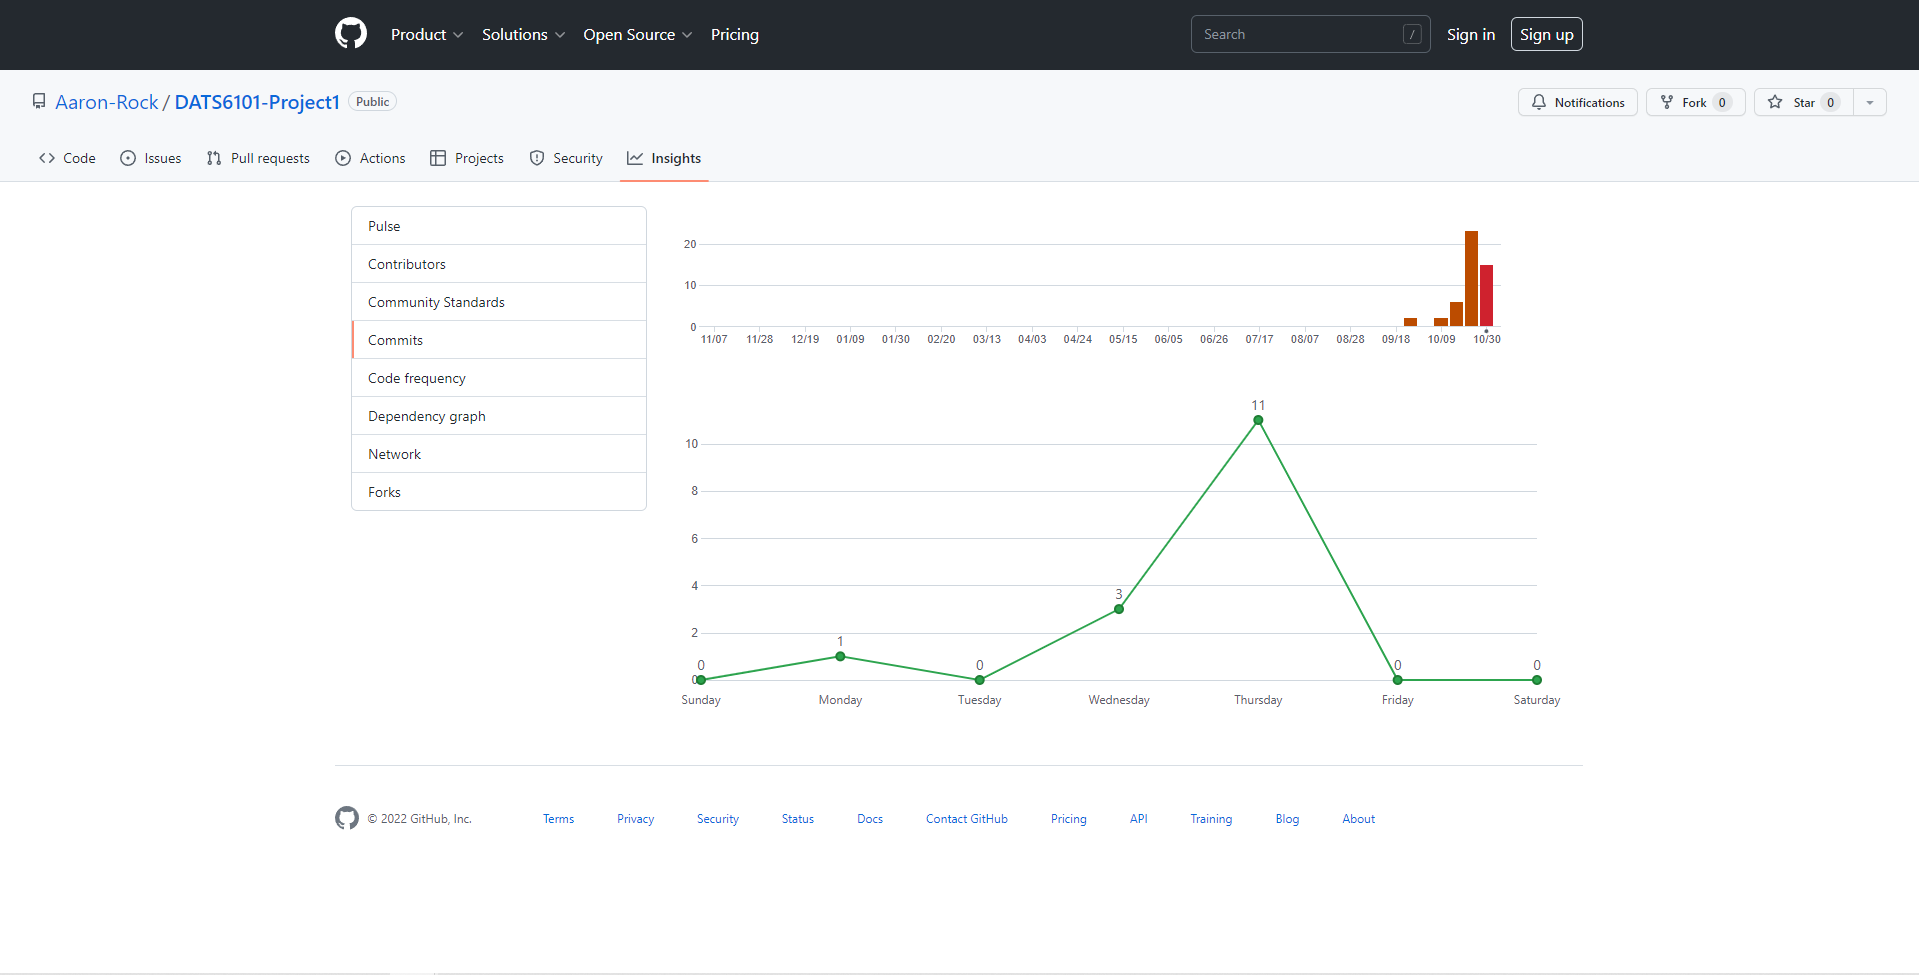 Product Solutions Open Source Pricing Search / Sign in Sign up
Aaron-Rock / DATS6101-Project1 Public Notifications Fork 0 Star 0
Code Issues Pull requests Actions Projects Security Insights
Pulse
Contributors
Community Standards
Commits
Code frequency
Dependency graph
Network
Forks
20
10
0
11/07 11/28 12/19 01/09 01/30 02/20 03/13 04/03 04/24 05/15 06/05 06/26 07/17 08/07 08/28 09/18 10/09 10/30
11
10
8
6
4
3
2
1
0 0 0 0
0
Sunday Monday Tuesday Wednesday Thursday Friday Saturday
© 2022 GitHub, Inc. Terms Privacy Security Status Docs Contact GitHub Pricing API Training Blog About